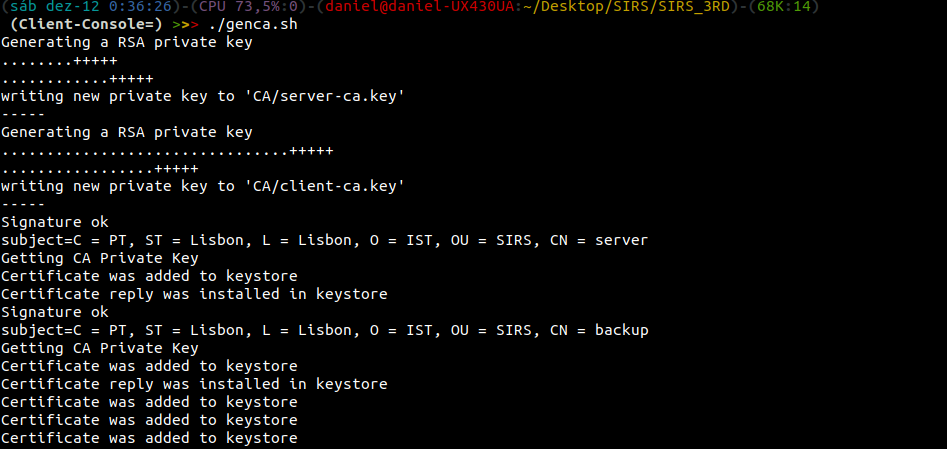 (sáb dez-12 0:36:26)-(CPU 73,5%:0)-(daniel@daniel-UX430UA:~/Desktop/SIRS/SIRS_3RD)-(68K:14)
(Client-Console=) >>> ./genca.sh
Generating a RSA private key
........+++++
............+++++
writing new private key to 'CA/server-ca.key'
-----
Generating a RSA private key
................................+++++
.................+++++
writing new private key to 'CA/client-ca.key'
-----
Signature ok
subject=C = PT, ST = Lisbon, L = Lisbon, O = IST, OU = SIRS, CN = server
Getting CA Private Key
Certificate was added to keystore
Certificate reply was installed in keystore
Signature ok
subject=C = PT, ST = Lisbon, L = Lisbon, O = IST, OU = SIRS, CN = backup
Getting CA Private Key
Certificate was added to keystore
Certificate reply was installed in keystore
Certificate was added to keystore
Certificate was added to keystore
Certificate was added to keystore